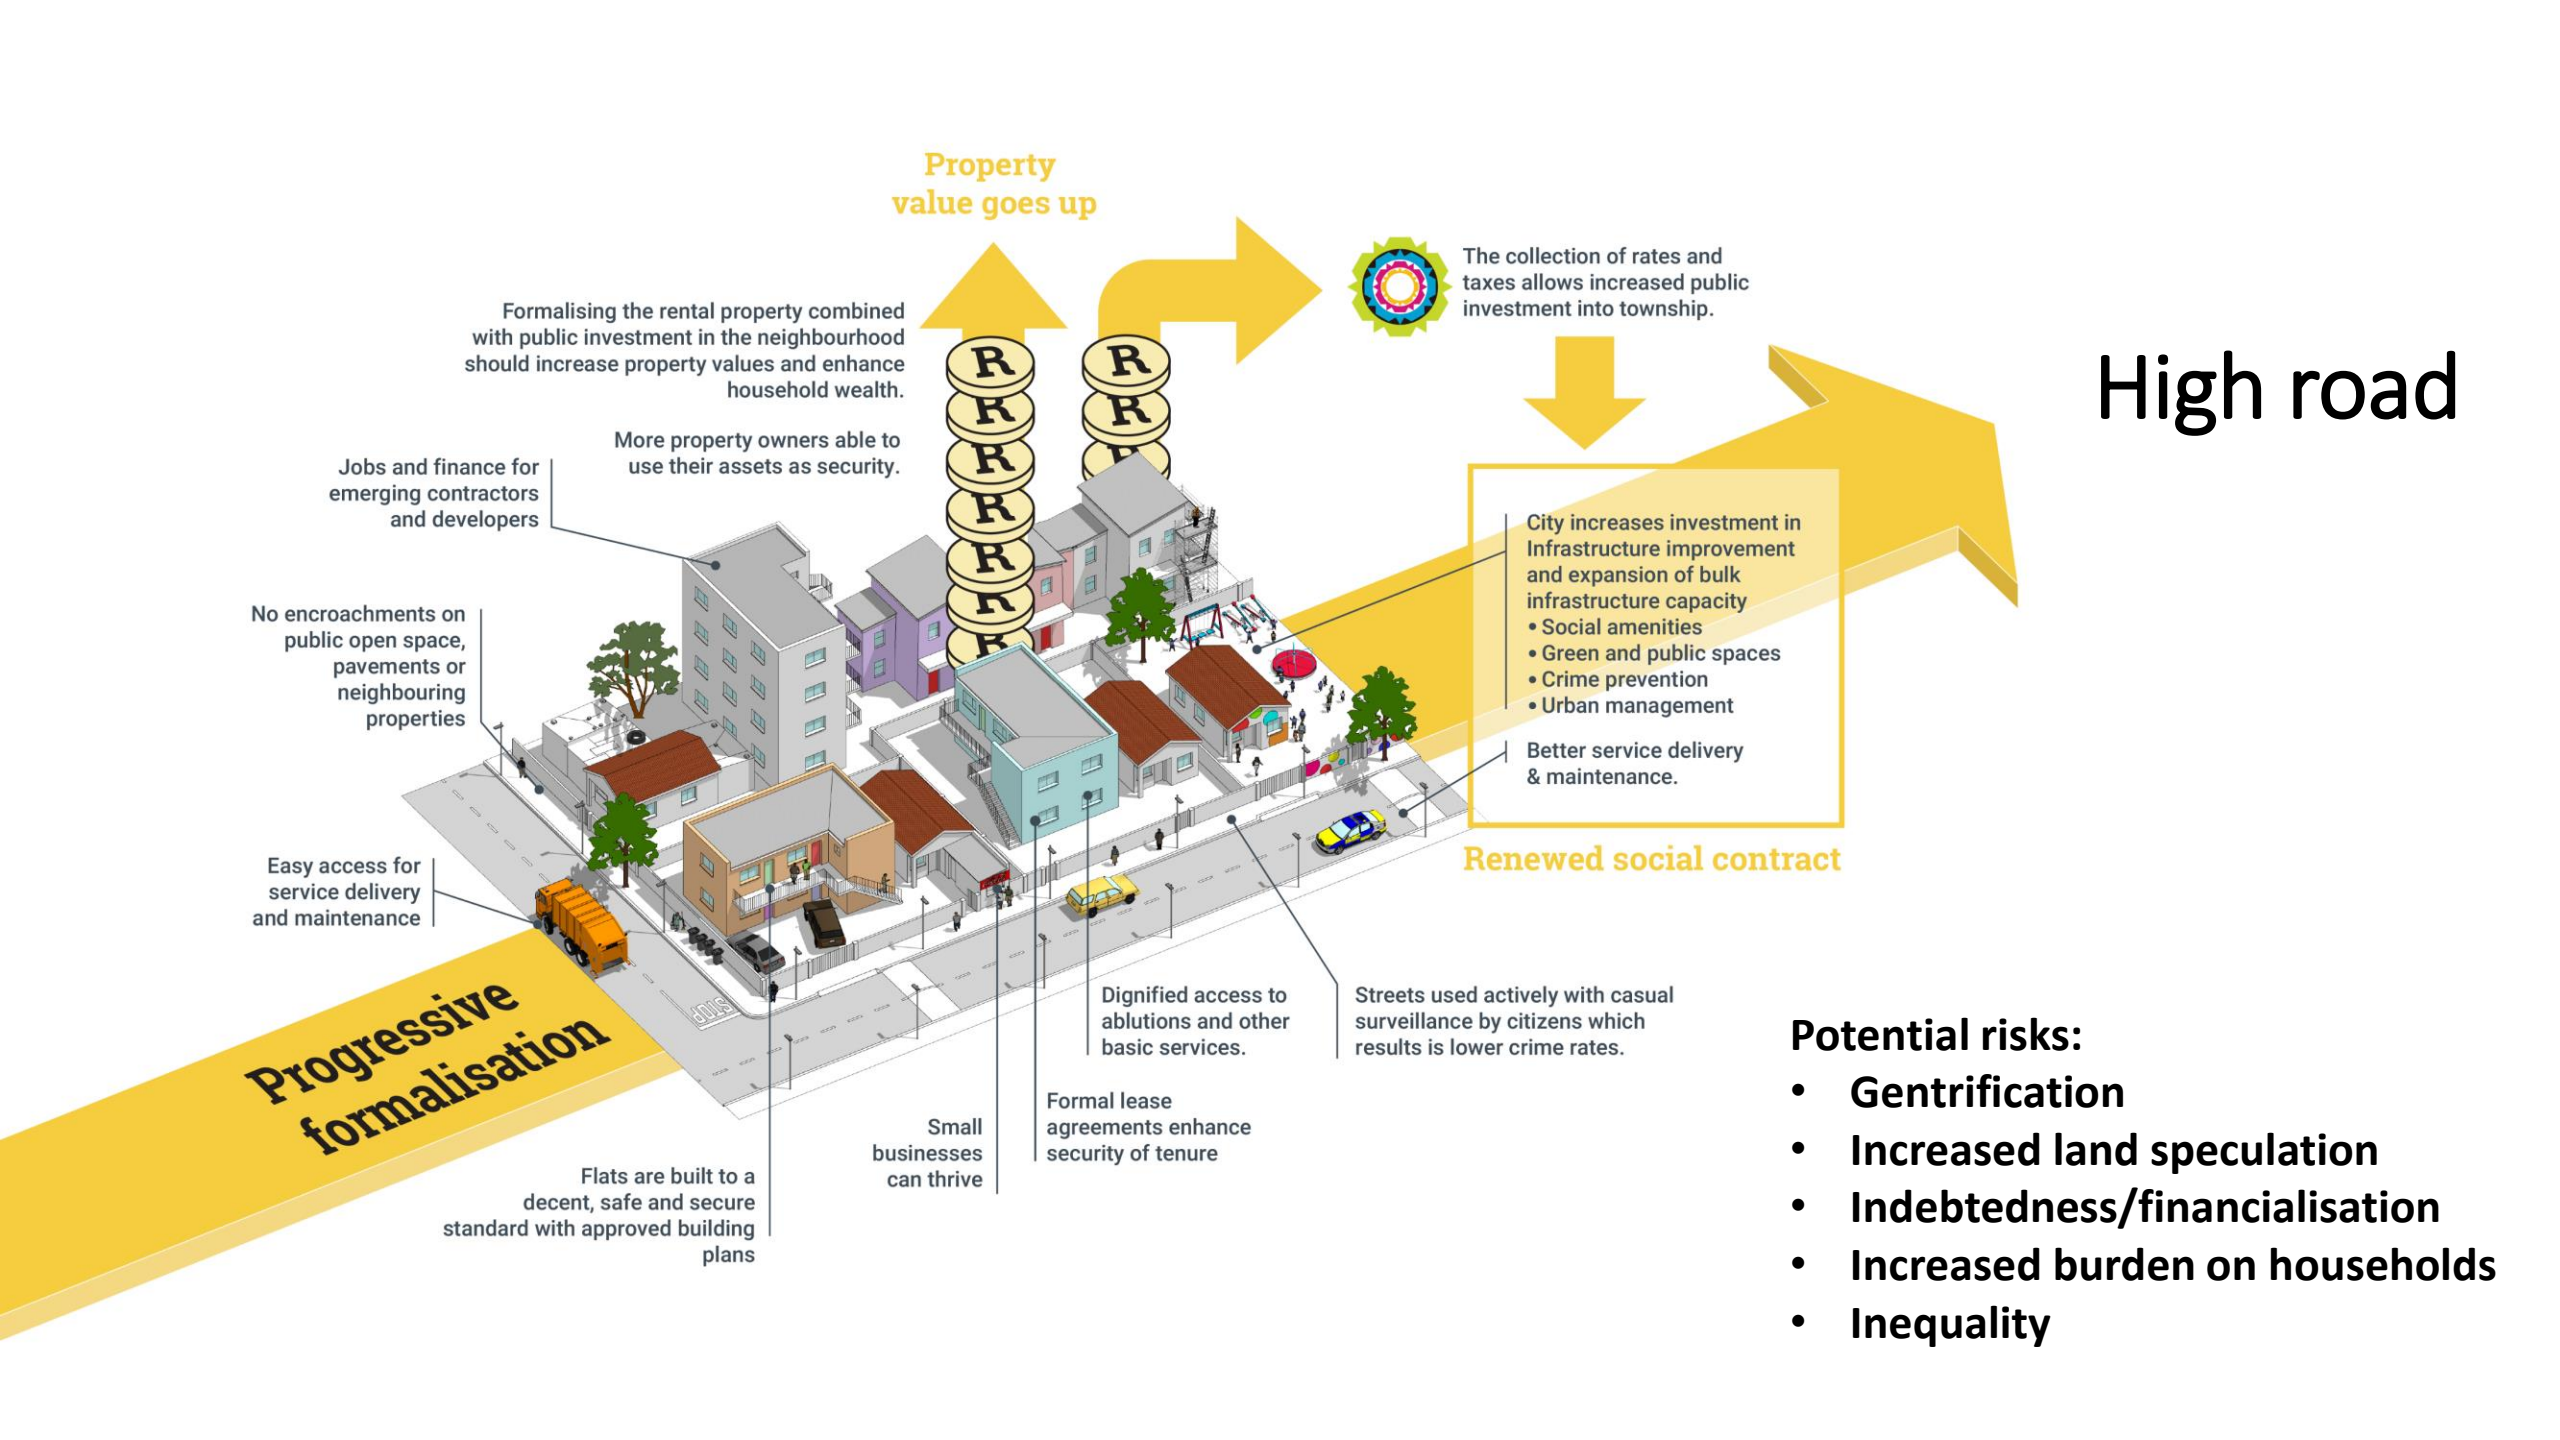 Property
value goes up
The collection of rates and
taxes allows increased public
investment into township.
Formalising the rental property combined
with public investment in the neighbourhood
should increase property values and enhance
household wealth.
More property owners able to
use their assets as security.
High road
Jobs and finance for
emerging contractors
and developers
No encroachments on
public open space,
pavements or
neighbouring
properties
Easy access for
service delivery
and maintenance
R
R
R
R
R
R
R
R
R
R
City increases investment in
Infrastructure improvement
and expansion of bulk
infrastructure capacity
• Social amenities
• Green and public spaces
• Crime prevention
• Urban management
Better service delivery
& maintenance.
Renewed social contract
Progressive
formalisation
STOP
Flats are built to a
decent, safe and secure
standard with approved building
plans
Small
businesses
can thrive
Formal lease
agreements enhance
security of tenure
Dignified access to
ablutions and other
basic services.
Streets used actively with casual
surveillance by citizens which
results is lower crime rates.
Potential risks:
• Gentrification
• Increased land speculation
• Indebtedness/financialisation
• Increased burden on households
• Inequality